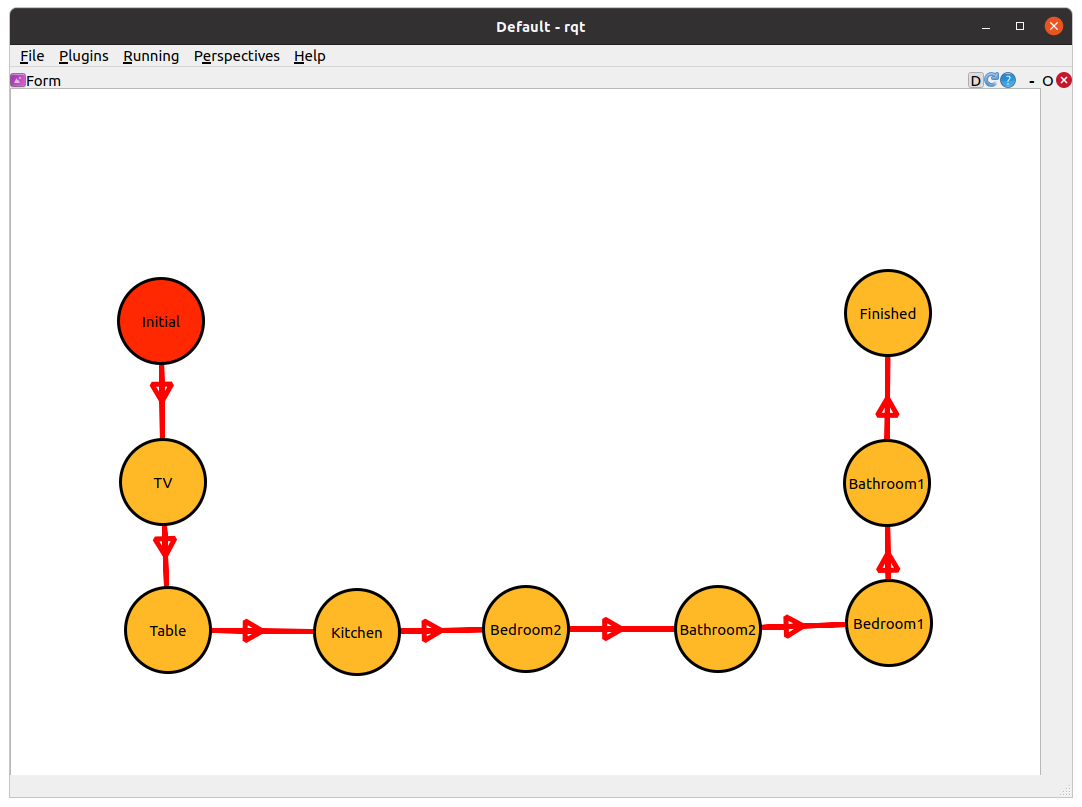 Default - rqt
File Plugins Running Perspectives Help
Form D ? - O
Initial
TV
Table
Kitchen
Bedroom2
Bathroom2
Bedroom1
Bathroom1
Finished